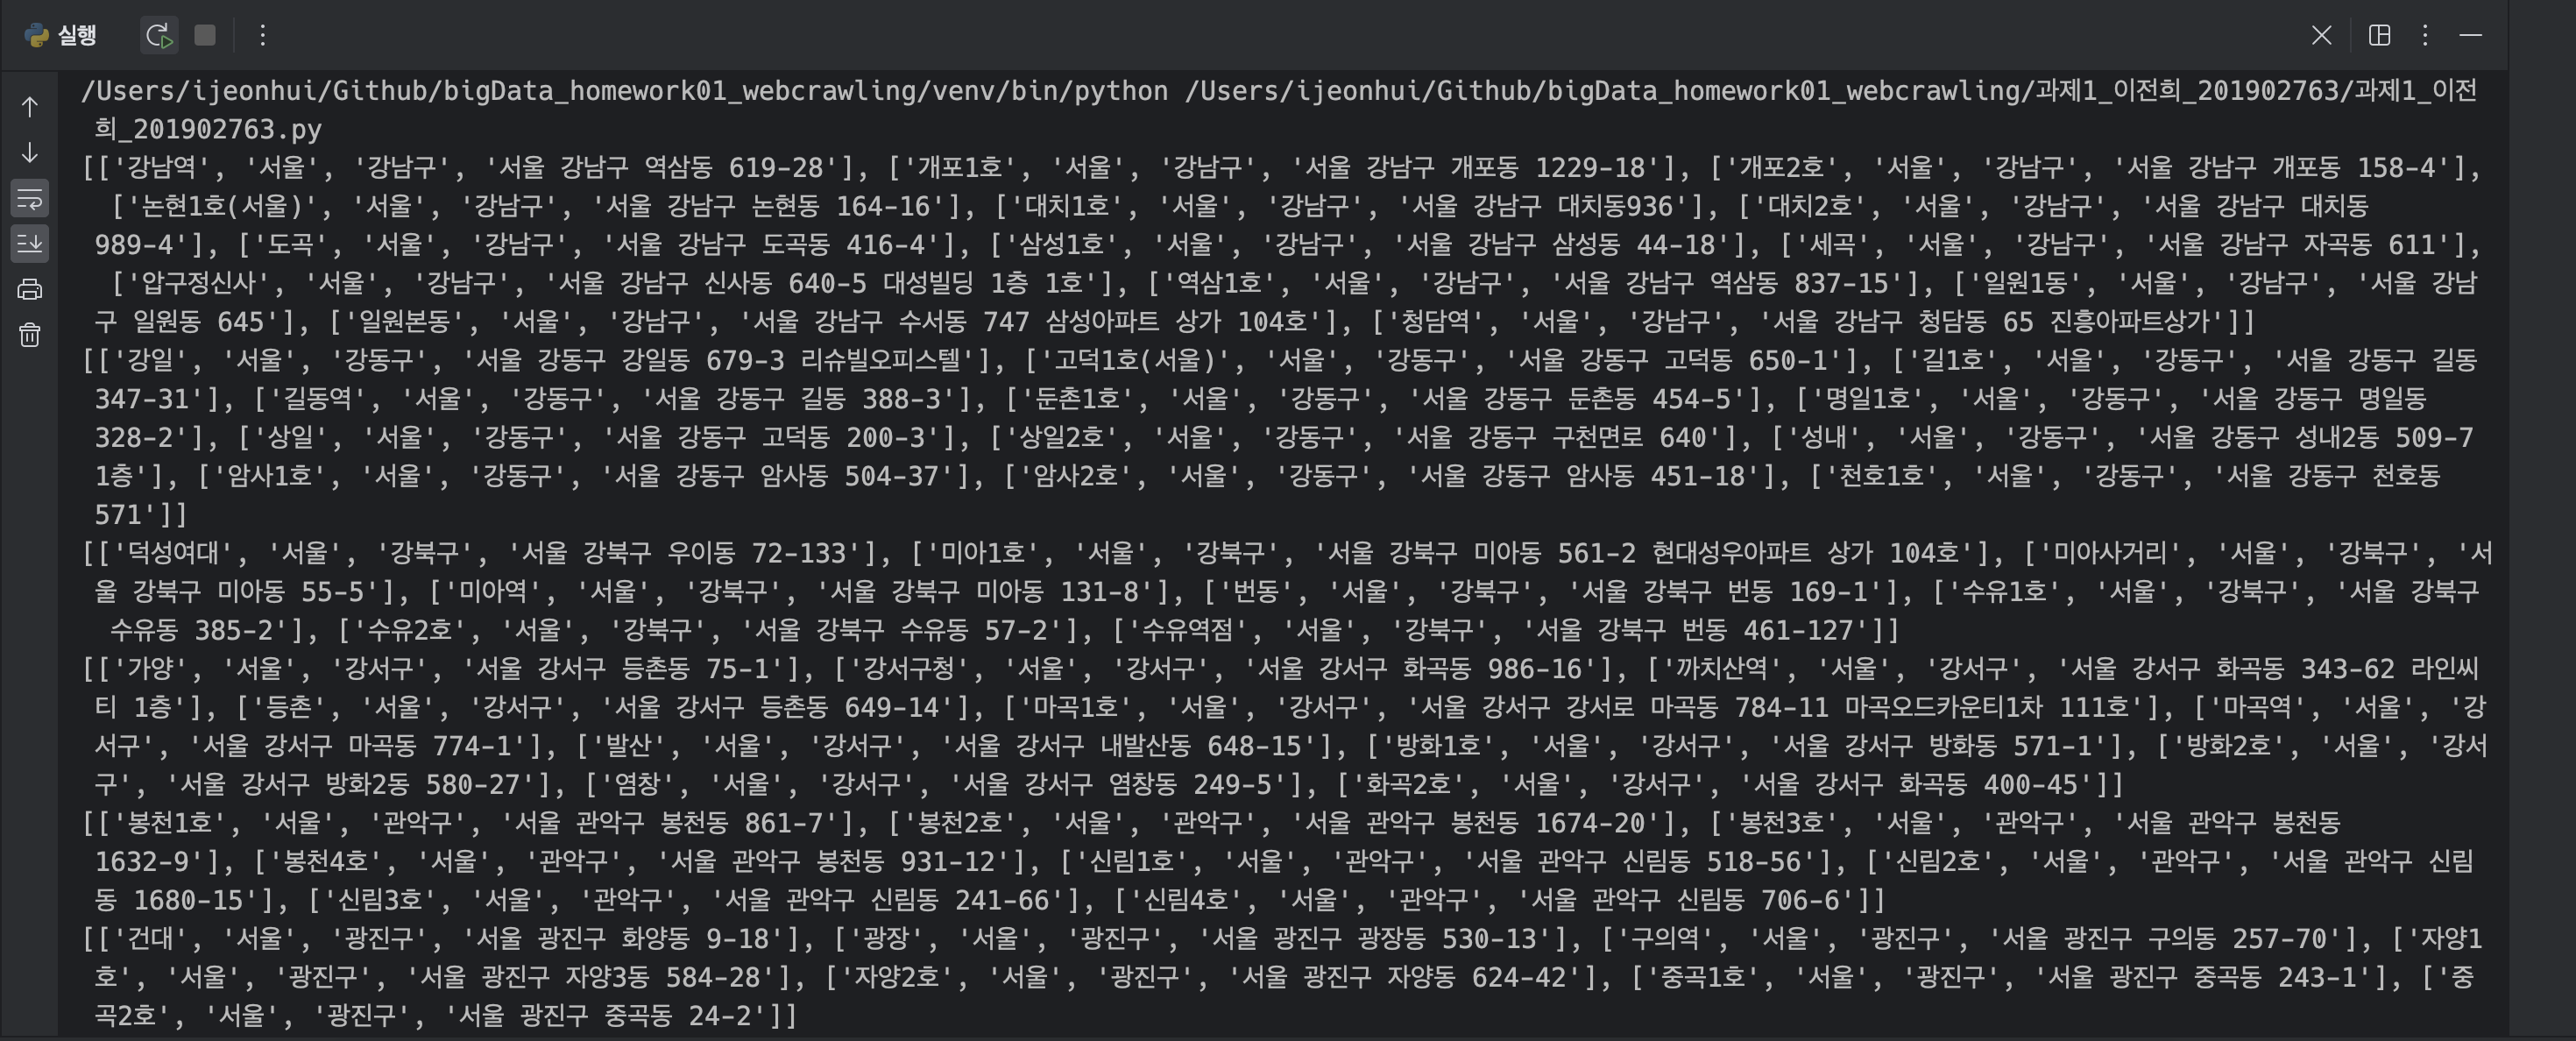 실행
/Users/ijeonhui/Github/bigData_homework01_webcrawling/venv/bin/python /Users/ijeonhui/Github/bigData_homework01_webcrawling/과제1_이전희_201902763/과제1_이전
희_201902763.py
[['강남역', '서울', '강남구', '서울 강남구 역삼동 619-28'], ['개포1호', '서울', '강남구', '서울 강남구 개포동 1229-18'], ['개포2호', '서울', '강남구', '서울 강남구 개포동 158-4'],
['논현1호(서울)', '서울', '강남구', '서울 강남구 논현동 164-16'], ['대치1호', '서울', '강남구', '서울 강남구 대치동936'], ['대치2호', '서울', '강남구', '서울 강남구 대치동
989-4'], ['도곡', '서울', '강남구', '서울 강남구 도곡동 416-4'], ['삼성1호', '서울', '강남구', '서울 강남구 삼성동 44-18'], ['세곡', '서울', '강남구', '서울 강남구 자곡동 611'],
['압구정신사', '서울', '강남구', '서울 강남구 신사동 640-5 대성빌딩 1층 1호'], ['역삼1호', '서울', '강남구', '서울 강남구 역삼동 837-15'], ['일원1동', '서울', '강남구', '서울 강남
구 일원동 645'], ['일원본동', '서울', '강남구', '서울 강남구 수서동 747 삼성아파트 상가 104호'], ['청담역', '서울', '강남구', '서울 강남구 청담동 65 진흥아파트상가']]
[['강일', '서울', '강동구', '서울 강동구 강일동 679-3 리슈빌오피스텔'], ['고덕1호(서울)', '서울', '강동구', '서울 강동구 고덕동 650-1'], ['길1호', '서울', '강동구', '서울 강동구 길동
347-31'], ['길동역', '서울', '강동구', '서울 강동구 길동 388-3'], ['둔촌1호', '서울', '강동구', '서울 강동구 둔촌동 454-5'], ['명일1호', '서울', '강동구', '서울 강동구 명일동
328-2'], ['상일', '서울', '강동구', '서울 강동구 고덕동 200-3'], ['상일2호', '서울', '강동구', '서울 강동구 구천면로 640'], ['성내', '서울', '강동구', '서울 강동구 성내2동 509-7
1층'], ['암사1호', '서울', '강동구', '서울 강동구 암사동 504-37'], ['암사2호', '서울', '강동구', '서울 강동구 암사동 451-18'], ['천호1호', '서울', '강동구', '서울 강동구 천호동
571']]
[['덕성여대', '서울', '강북구', '서울 강북구 우이동 72-133'], ['미아1호', '서울', '강북구', '서울 강북구 미아동 561-2 현대성우아파트 상가 104호'], ['미아사거리', '서울', '강북구', '서
울 강북구 미아동 55-5'], ['미아역', '서울', '강북구', '서울 강북구 미아동 131-8'], ['번동', '서울', '강북구', '서울 강북구 번동 169-1'], ['수유1호', '서울', '강북구', '서울 강북구
수유동 385-2'], ['수유2호', '서울', '강북구', '서울 강북구 수유동 57-2'], ['수유역점', '서울', '강북구', '서울 강북구 번동 461-127']]
[['가양', '서울', '강서구', '서울 강서구 등촌동 75-1'], ['강서구청', '서울', '강서구', '서울 강서구 화곡동 986-16'], ['까치산역', '서울', '강서구', '서울 강서구 화곡동 343-62 라인씨
티 1층'], ['등촌', '서울', '강서구', '서울 강서구 등촌동 649-14'], ['마곡1호', '서울', '강서구', '서울 강서구 강서로 마곡동 784-11 마곡오드카운티1차 111호'], ['마곡역', '서울', '강
서구', '서울 강서구 마곡동 774-1'], ['발산', '서울', '강서구', '서울 강서구 내발산동 648-15'], ['방화1호', '서울', '강서구', '서울 강서구 방화동 571-1'], ['방화2호', '서울', '강서
구', '서울 강서구 방화2동 580-27'], ['염창', '서울', '강서구', '서울 강서구 염창동 249-5'], ['화곡2호', '서울', '강서구', '서울 강서구 화곡동 400-45']]
[['봉천1호', '서울', '관악구', '서울 관악구 봉천동 861-7'], ['봉천2호', '서울', '관악구', '서울 관악구 봉천동 1674-20'], ['봉천3호', '서울', '관악구', '서울 관악구 봉천동
1632-9'], ['봉천4호', '서울', '관악구', '서울 관악구 봉천동 931-12'], ['신림1호', '서울', '관악구', '서울 관악구 신림동 518-56'], ['신림2호', '서울', '관악구', '서울 관악구 신림
동 1680-15'], ['신림3호', '서울', '관악구', '서울 관악구 신림동 241-66'], ['신림4호', '서울', '관악구', '서울 관악구 신림동 706-6']]
[['건대', '서울', '광진구', '서울 광진구 화양동 9-18'], ['광장', '서울', '광진구', '서울 광진구 광장동 530-13'], ['구의역', '서울', '광진구', '서울 광진구 구의동 257-70'], ['자양1
호', '서울', '광진구', '서울 광진구 자양3동 584-28'], ['자양2호', '서울', '광진구', '서울 광진구 자양동 624-42'], ['중곡1호', '서울', '광진구', '서울 광진구 중곡동 243-1'], ['중
곡2호', '서울', '광진구', '서울 광진구 중곡동 24-2']]